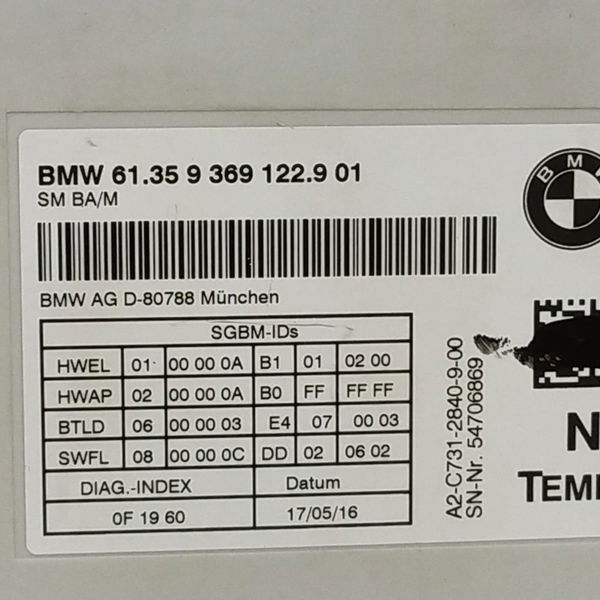 BMW 61.35 9 369 122.9 01
SM BA/M
BMW
BMW AG D-80788 München
SGBM-IDs
HWEL 01 00 00 0A B1 01 02 00
HWAP 02 00 00 0A B0 FF FF FF
BTLD 06 00 00 03 E4 07 00 03
SWFL 08 00 00 0C DD 02 06 02
DIAG.-INDEX Datum
0F 19 60 17/05/16
A2-C731-2840-9-00
SN-Nr. 54706869